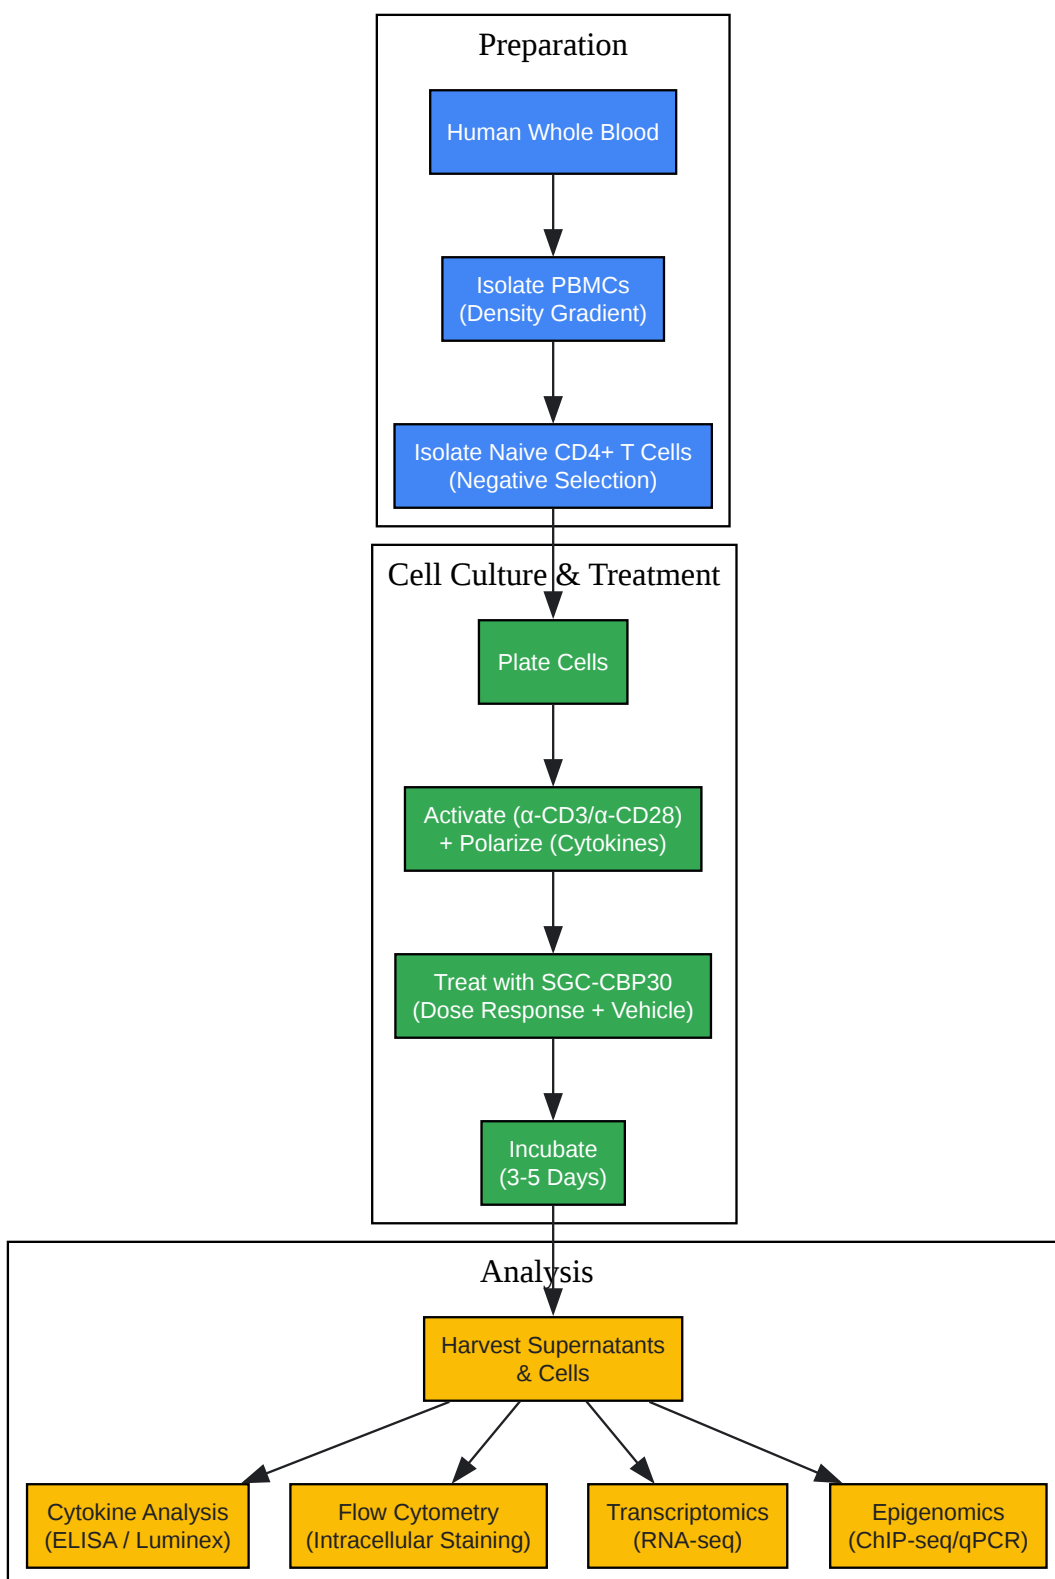 Preparation
Human Whole Blood
Isolate PBMCs
(Density Gradient)
Isolate Naive CD4+ T Cells
(Negative Selection)
Cell Culture & Treatment
Plate Cells
Activate (α-CD3/α-CD28)
+ Polarize (Cytokines)
Treat with SGC-CBP30
(Dose Response + Vehicle)
Incubate
(3-5 Days)
Analysis
Harvest Supernatants
& Cells
Cytokine Analysis
(ELISA / Luminex)
Flow Cytometry
(Intracellular Staining)
Transcriptomics
(RNA-seq)
Epigenomics
(ChIP-seq/qPCR)